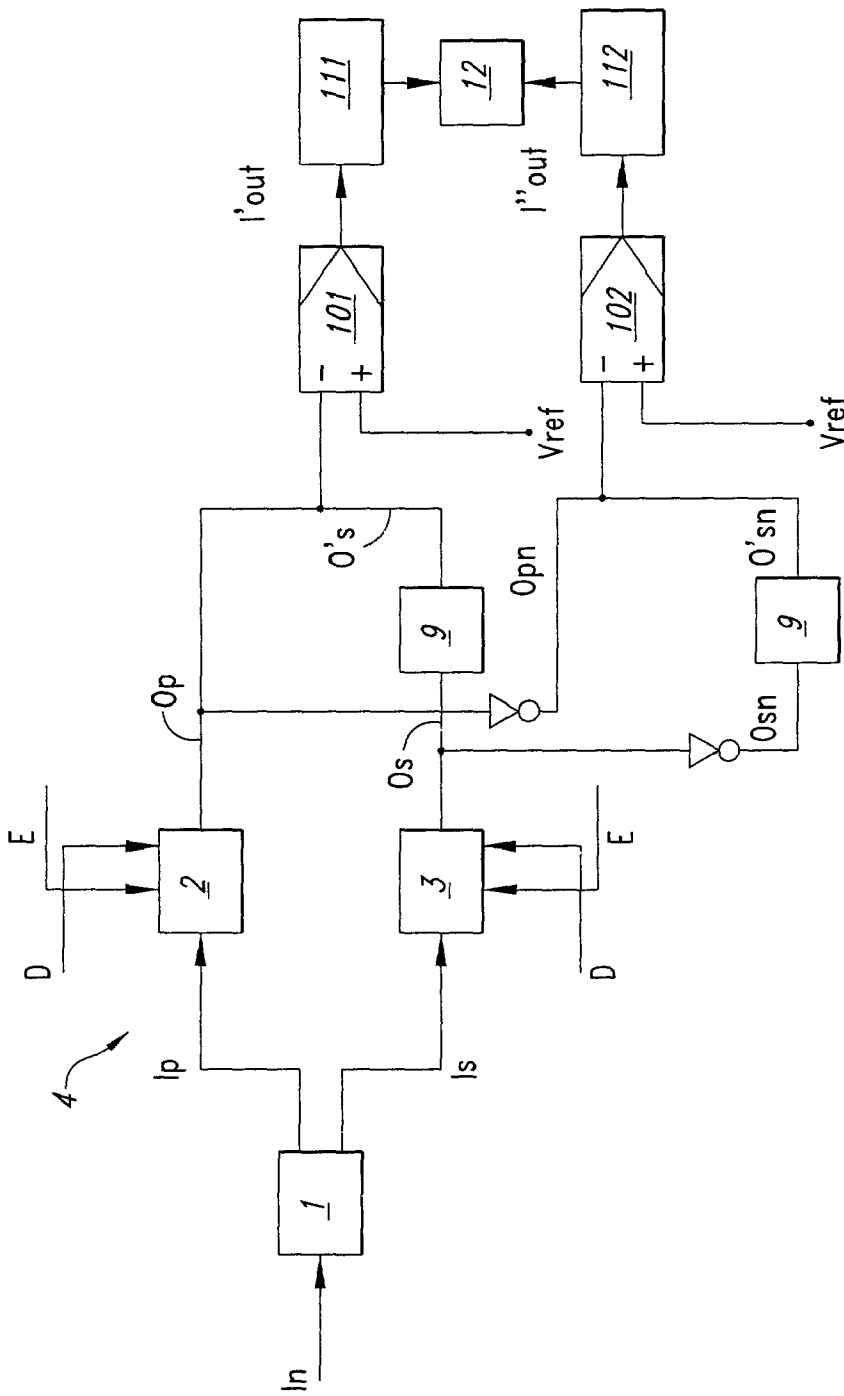 In
1
Ip
Is
4
D
E
2
3
D
E
Op
Os
9
O's
Opn
Osn
9
O'sn
Vref
Vref
-
+
101
-
+
102
I'out
I"out
111
12
112